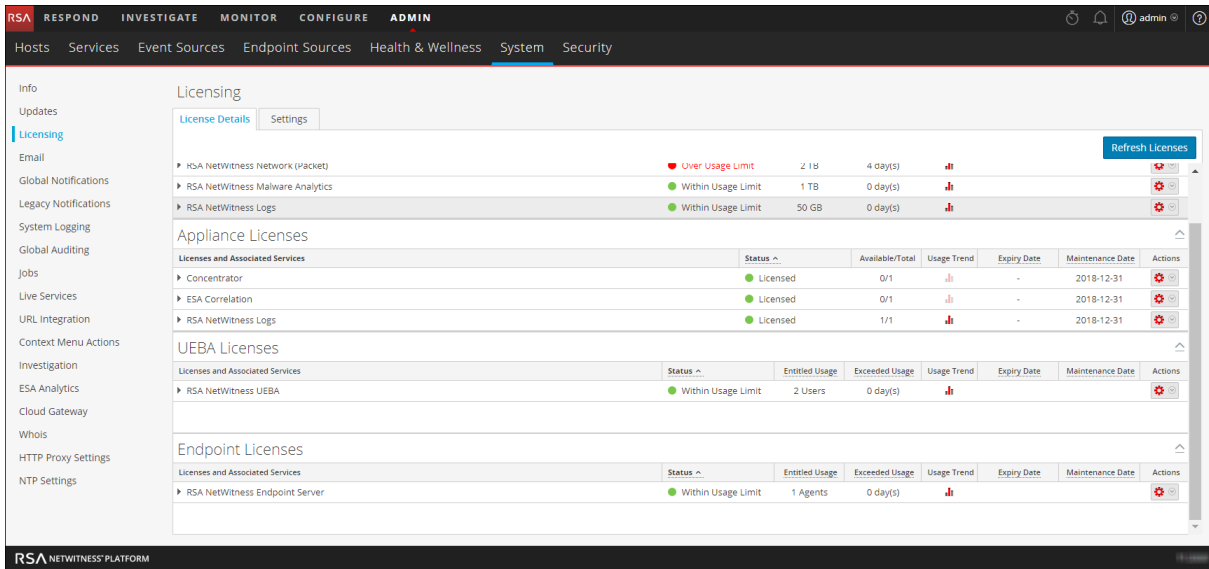 RSA RESPOND INVESTIGATE MONITOR CONFIGURE ADMIN admin ?
Hosts Services Event Sources Endpoint Sources Health & Wellness System Security
Info
Updates
Licensing
Email
Global Notifications
Legacy Notifications
System Logging
Global Auditing
Jobs
Live Services
URL Integration
Context Menu Actions
Investigation
ESA Analytics
Cloud Gateway
Whois
HTTP Proxy Settings
NTP Settings
Licensing
License Details Settings
Refresh Licenses
RSA NetWitness Network (Packet) Over Usage Limit 2 TB 4 day(s)
RSA NetWitness Malware Analytics Within Usage Limit 1 TB 0 day(s)
RSA NetWitness Logs Within Usage Limit 50 GB 0 day(s)
Appliance Licenses
Licenses and Associated Services Status Available/Total Usage Trend Expiry Date Maintenance Date Actions
Concentrator Licensed 0/1 - 2018-12-31
ESA Correlation Licensed 0/1 - 2018-12-31
RSA NetWitness Logs Licensed 1/1 - 2018-12-31
UEBA Licenses
Licenses and Associated Services Status Entitled Usage Exceeded Usage Usage Trend Expiry Date Maintenance Date Actions
RSA NetWitness UEBA Within Usage Limit 2 Users 0 day(s)
Endpoint Licenses
Licenses and Associated Services Status Entitled Usage Exceeded Usage Usage Trend Expiry Date Maintenance Date Actions
RSA NetWitness Endpoint Server Within Usage Limit 1 Agents 0 day(s)
RSA NETWITNESS® PLATFORM